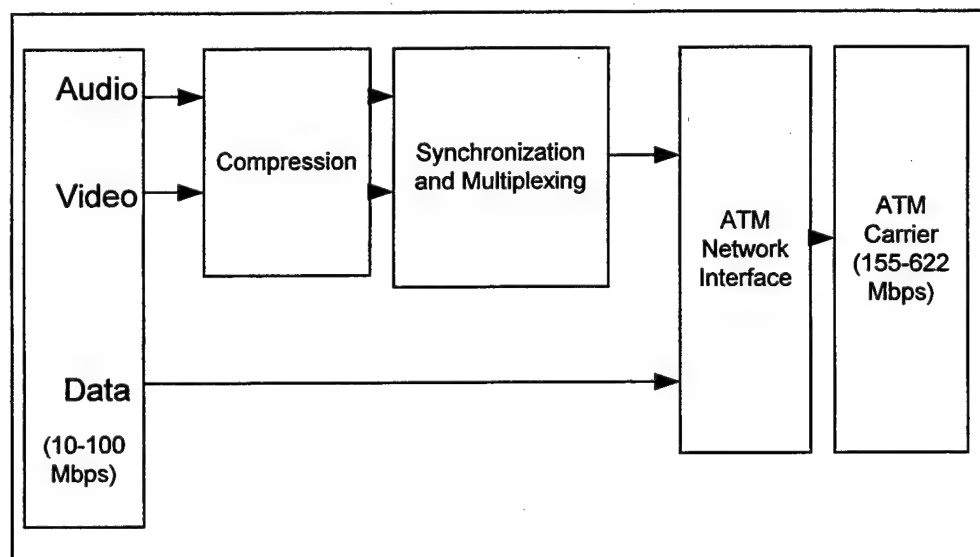 Audio
Video
Data
(10-100
Mbps)
Compression
Synchronization
and Multiplexing
ATM
Network
Interface
ATM
Carrier
(155-622
Mbps)